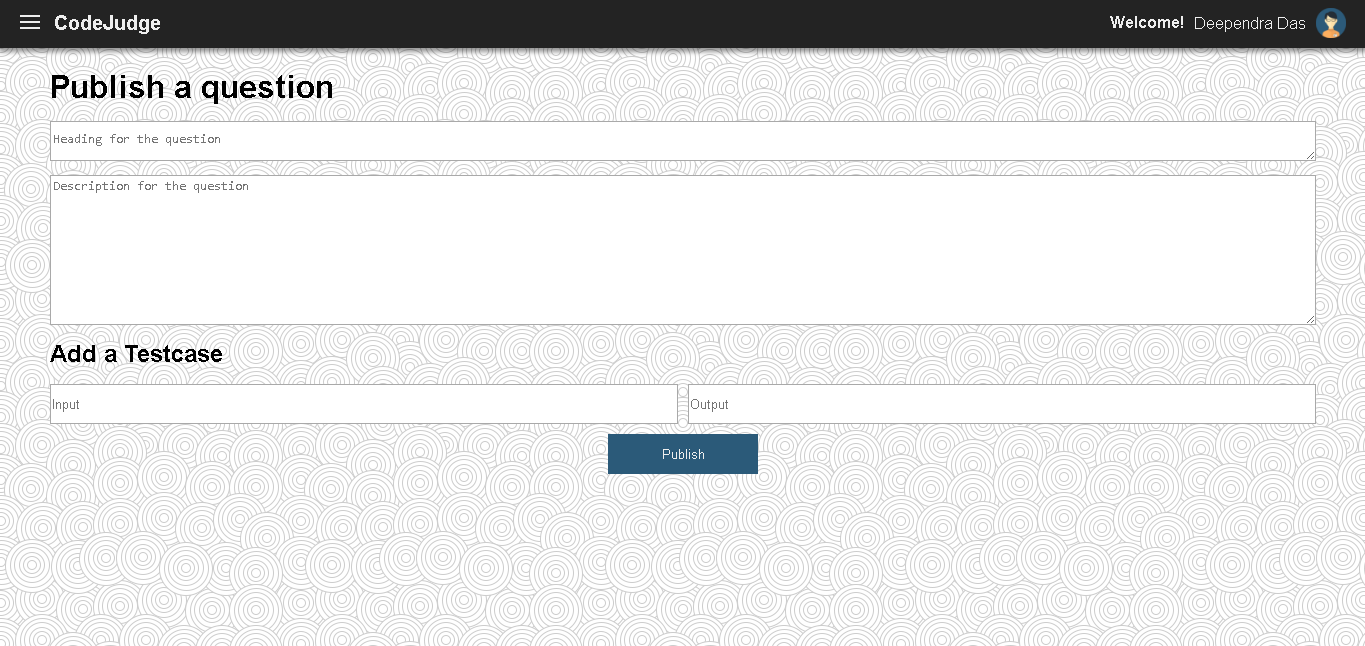 CodeJudge
Welcome! Deependra Das
Publish a question
Heading for the question
Description for the question
Add a Testcase
Input
Output
Publish